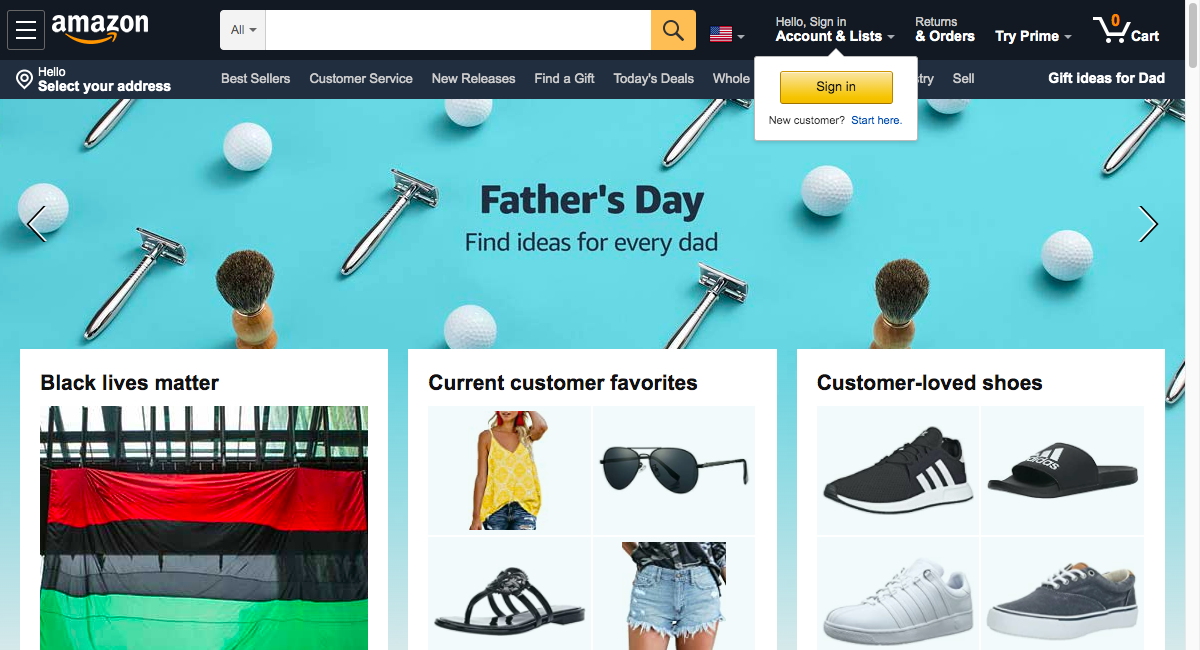 amazon
All
Hello, Sign in
Account & Lists
Returns
& Orders
Try Prime
0
Cart
Hello
Select your address
Best Sellers
Customer Service
New Releases
Find a Gift
Today's Deals
Whole
stry
Sell
Gift ideas for Dad
Sign in
New customer? Start here.
Father's Day
Find ideas for every dad
Black lives matter
Current customer favorites
Customer-loved shoes
adidas